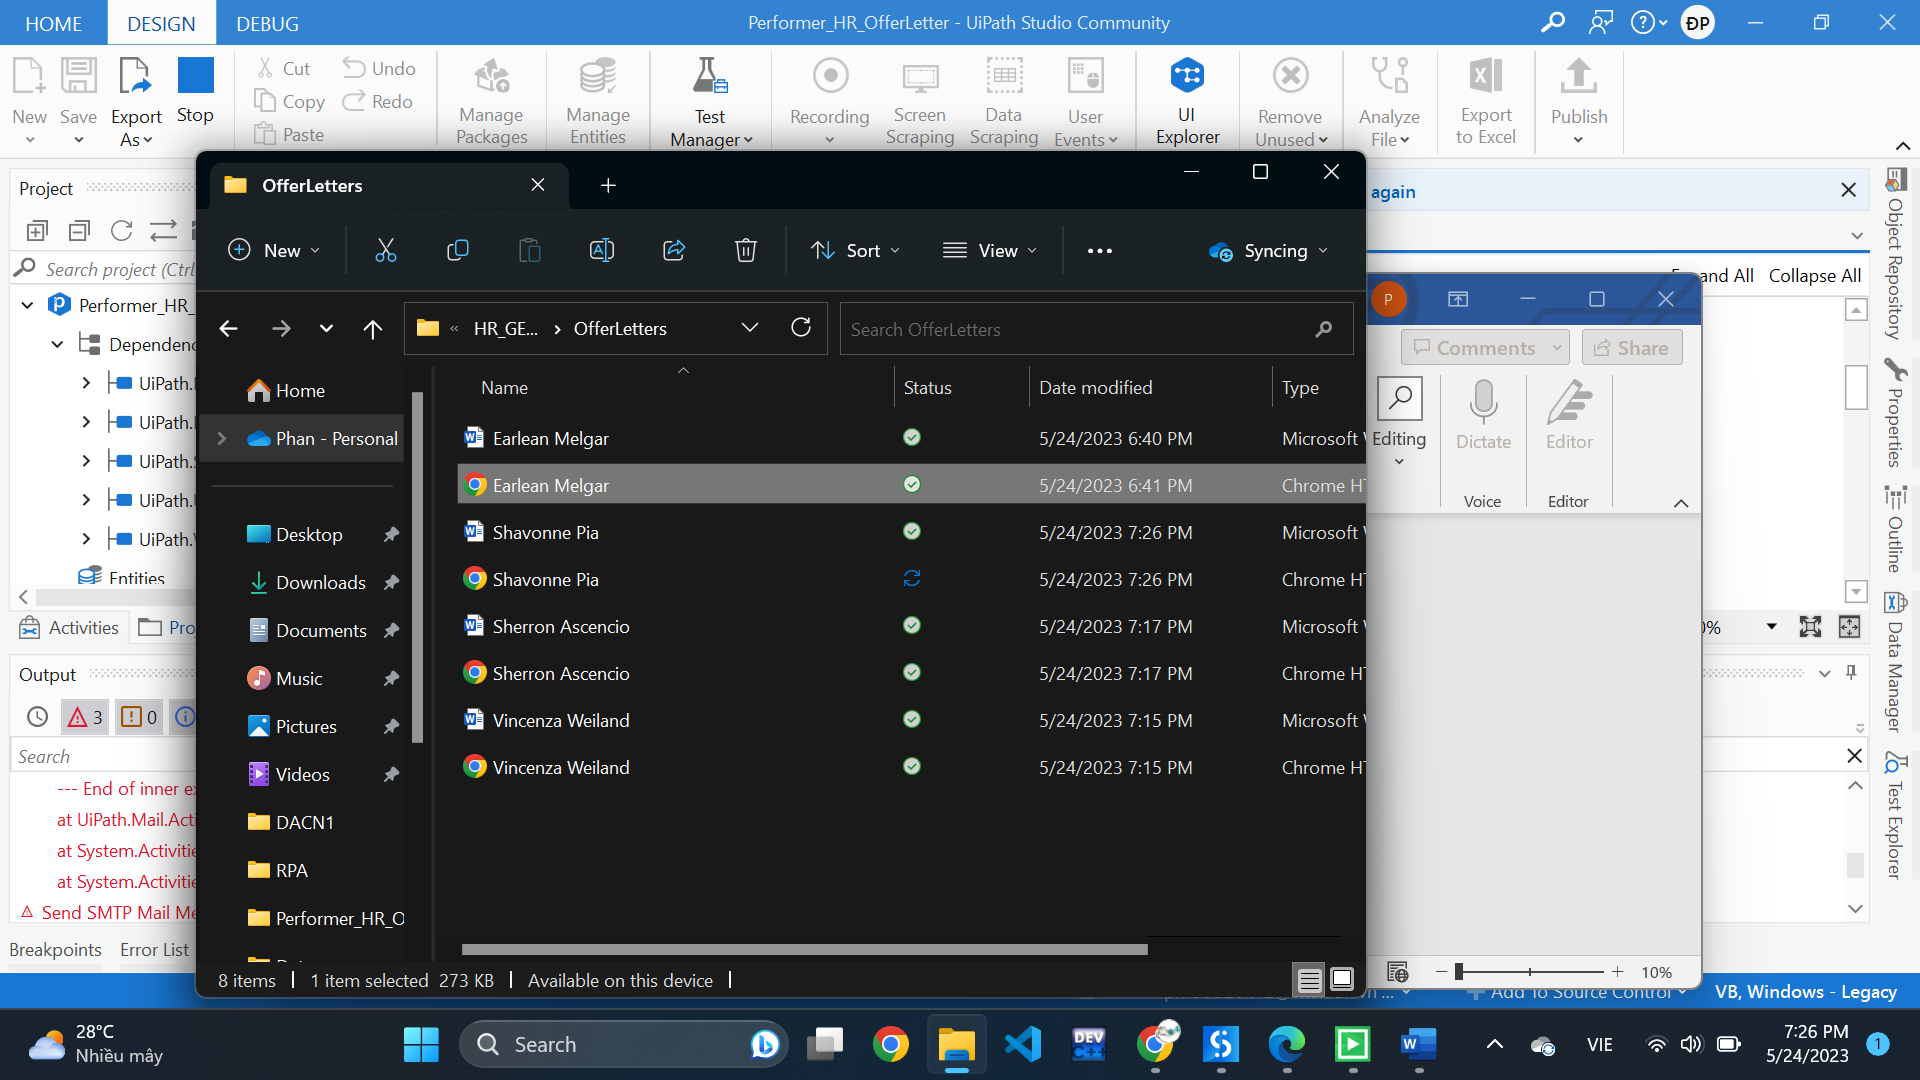 HOME
DESIGN
DEBUG
Performer_HR_OfferLetter - UiPath Studio Community
ĐP
New
Save
Export As
Stop
Cut
Copy
Paste
Undo
Redo
Manage Packages
Manage Entities
Test Manager
Recording
Screen Scraping
Data Scraping
User Events
UI Explorer
Remove Unused
Analyze File
Export to Excel
Publish
Project
Search project (Ctrl
Performer_HR_
Dependenc
UiPath.
UiPath.
UiPath.
UiPath.
UiPath.
Entities
Activities
Pro
Output
3
0
Search
--- End of inner e
at UiPath.Mail.Acti
at System.Activitie
at System.Activitie
Send SMTP Mail Me
Breakpoints
Error List
OfferLetters
New
Sort
View
Syncing
HR_GE...
OfferLetters
Search OfferLetters
Home
Phan - Personal
Desktop
Downloads
Documents
Music
Pictures
Videos
DACN1
RPA
Performer_HR_O
Name
Status
Date modified
Type
Earlean Melgar
5/24/2023 6:40 PM
Microsoft
Earlean Melgar
5/24/2023 6:41 PM
Chrome HT
Shavonne Pia
5/24/2023 7:26 PM
Microsoft
Shavonne Pia
5/24/2023 7:26 PM
Chrome HT
Sherron Ascencio
5/24/2023 7:17 PM
Microsoft
Sherron Ascencio
5/24/2023 7:17 PM
Chrome HT
Vincenza Weiland
5/24/2023 7:15 PM
Microsoft
Vincenza Weiland
5/24/2023 7:15 PM
Chrome HT
8 items
1 item selected 273 KB
Available on this device
again
and All
Collapse All
P
Comments
Share
Editing
Dictate
Editor
Voice
Editor
10%
0%
Object Repository
Properties
Outline
Data Manager
Test Explorer
Add To Source Control
VB, Windows - Legacy
28°C
Nhiều mây
Search
DEV
C++
VIE
7:26 PM
5/24/2023
1